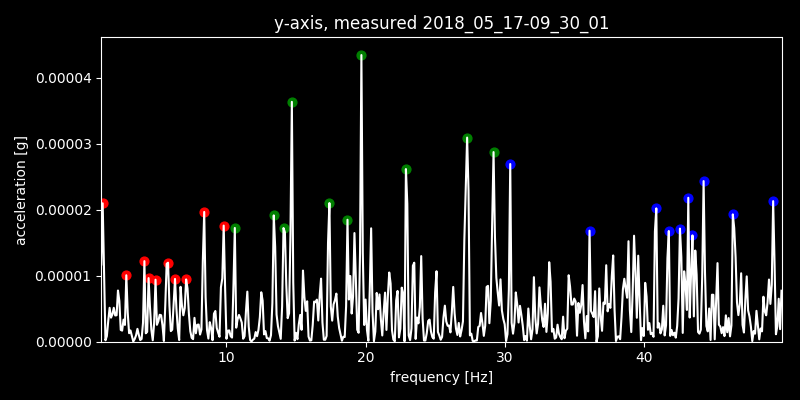 y-axis, measured 2018_05_17-09_30_01
acceleration [g]
0.00004
0.00003
0.00002
0.00001
0.00000
10 20 30 40
frequency [Hz]